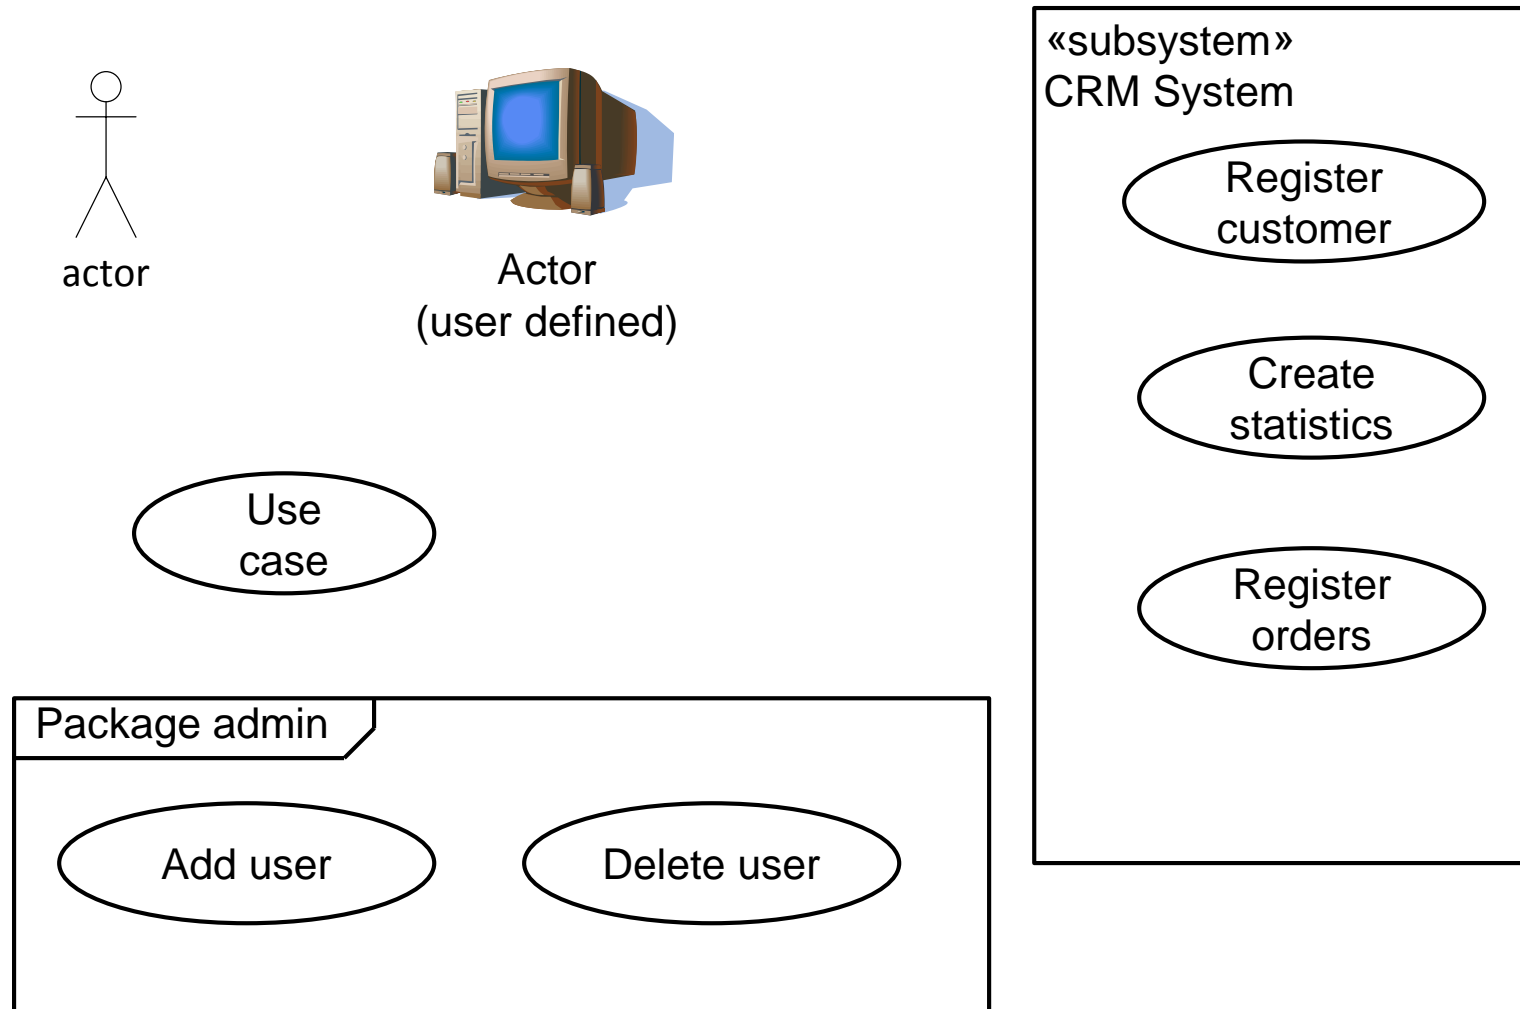 actor
Actor
(user defined)
«subsystem»
CRM System
Register
customer
Create
statistics
Register
orders
Use
case
Package admin
Add user
Delete user